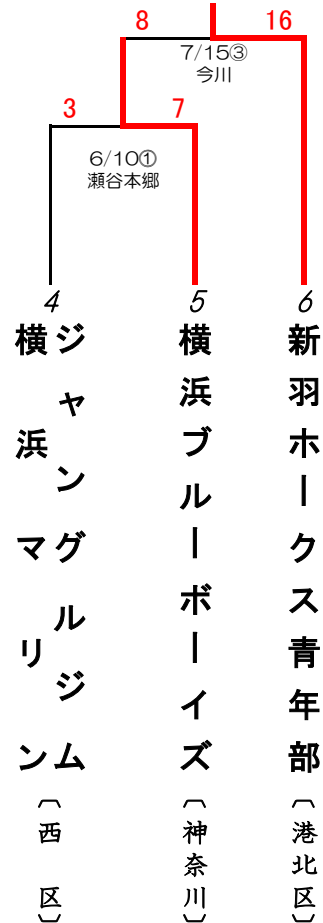 8
16
7/15③
今川
3
7
6/10①
瀬谷本郷
4
5
6
横浜マリン
ジャングルジム
〔西区〕
横浜ブルーボーイズ
〔神奈川〕
新羽ホークス青年部
〔港北区〕